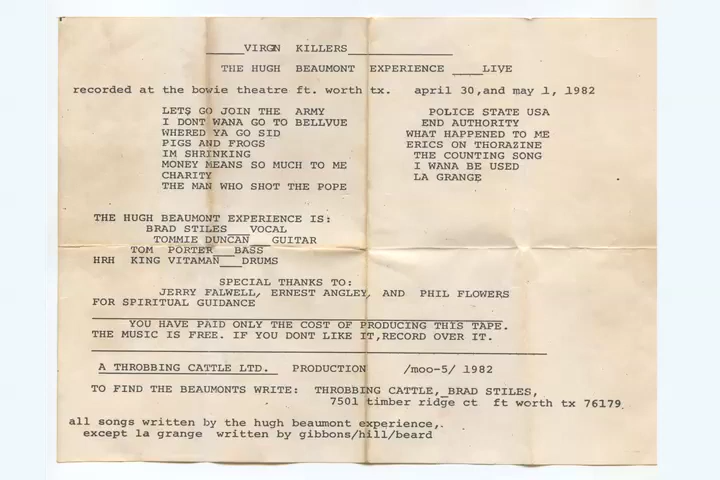 VIRGN KILLERS
THE HUGH BEAUMONT EXPERIENCE LIVE
recorded at the bowie theatre ft. worth tx. april 30,and may 1, 1982
LETS GO JOIN THE ARMY
I DONT WANA GO TO BELLVUE
WHERED YA GO SID
PIGS AND FROGS
IM SHRINKING
MONEY MEANS SO MUCH TO ME
CHARITY
THE MAN WHO SHOT THE POPE
POLICE STATE USA
END AUTHORITY
WHAT HAPPENED TO ME
ERICS ON THORAZINE
THE COUNTING SONG
I WANA BE USED
LA GRANGE
THE HUGH BEAUMONT EXPERIENCE IS:
BRAD STILES VOCAL
TOMMIE DUNCAN GUITAR
TOM PORTER BASS
HRH KING VITAMAN DRUMS
SPECIAL THANKS TO:
JERRY FALWELL, ERNEST ANGLEY, AND PHIL FLOWERS
FOR SPIRITUAL GUIDANCE
YOU HAVE PAID ONLY THE COST OF PRODUCING THIS TAPE.
THE MUSIC IS FREE. IF YOU DONT LIKE IT,RECORD OVER IT.
A THROBBING CATTLE LTD. PRODUCTION /moo-5/ 1982
TO FIND THE BEAUMONTS WRITE: THROBBING CATTLE, BRAD STILES,
7501 timber ridge ct ft worth tx 76179.
all songs written by the hugh beaumont experience,.
except la grange written by gibbons/hill/beard